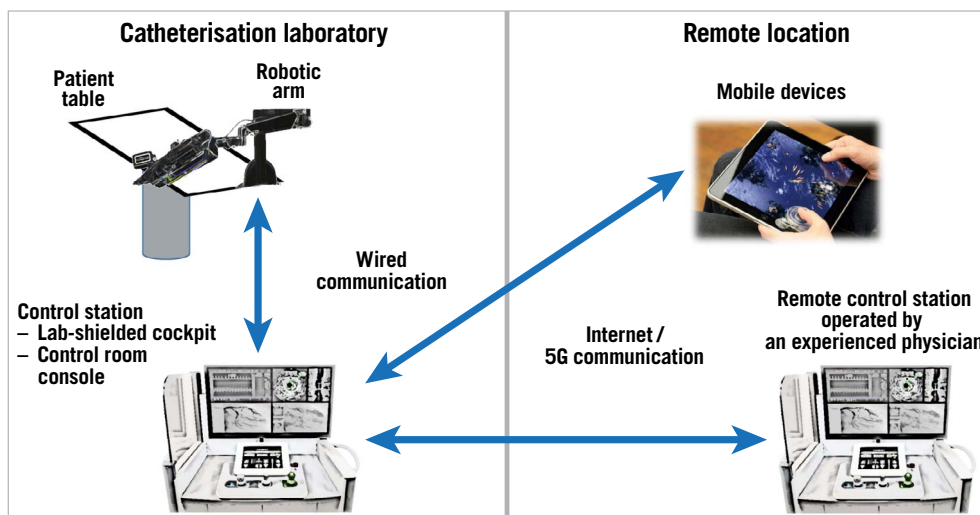 Catheterisation laboratory
Patient
table
Robotic
arm
Wired
communication
Control station
– Lab-shielded cockpit
– Control room
console
Remote location
Mobile devices
Internet /
5G communication
Remote control station
operated by
an experienced physician